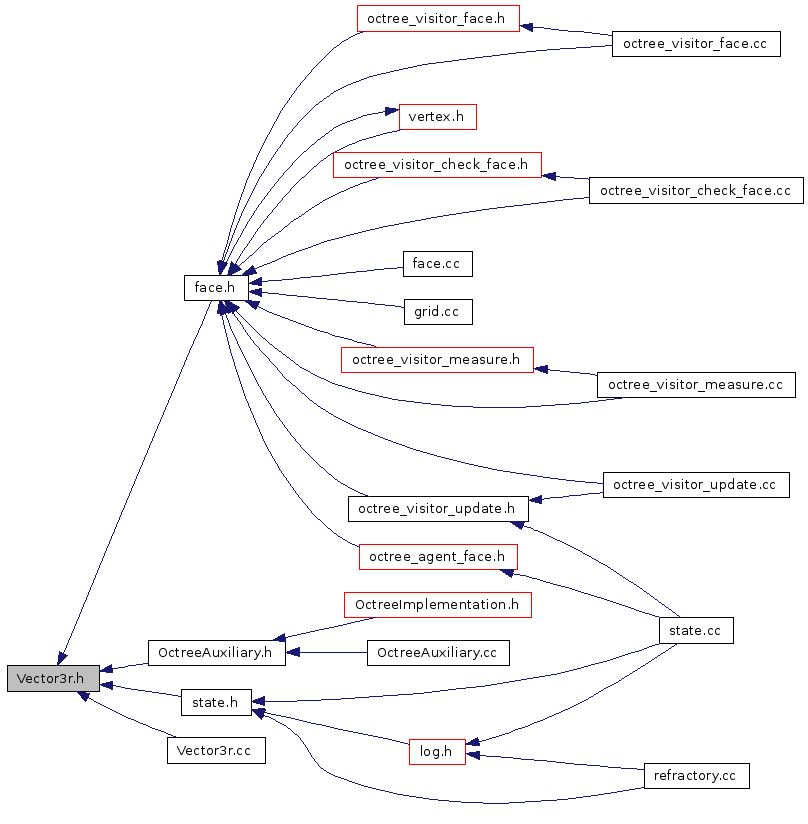 octree_visitor_face.h
octree_visitor_face.cc
vertex.h
octree_visitor_check_face.h
octree_visitor_check_face.cc
face.cc
face.h
grid.cc
octree_visitor_measure.h
octree_visitor_measure.cc
octree_visitor_update.cc
octree_visitor_update.h
octree_agent_face.h
OctreeImplementation.h
state.cc
OctreeAuxiliary.h
OctreeAuxiliary.cc
Vector3r.h
state.h
Vector3r.cc
log.h
refractory.cc